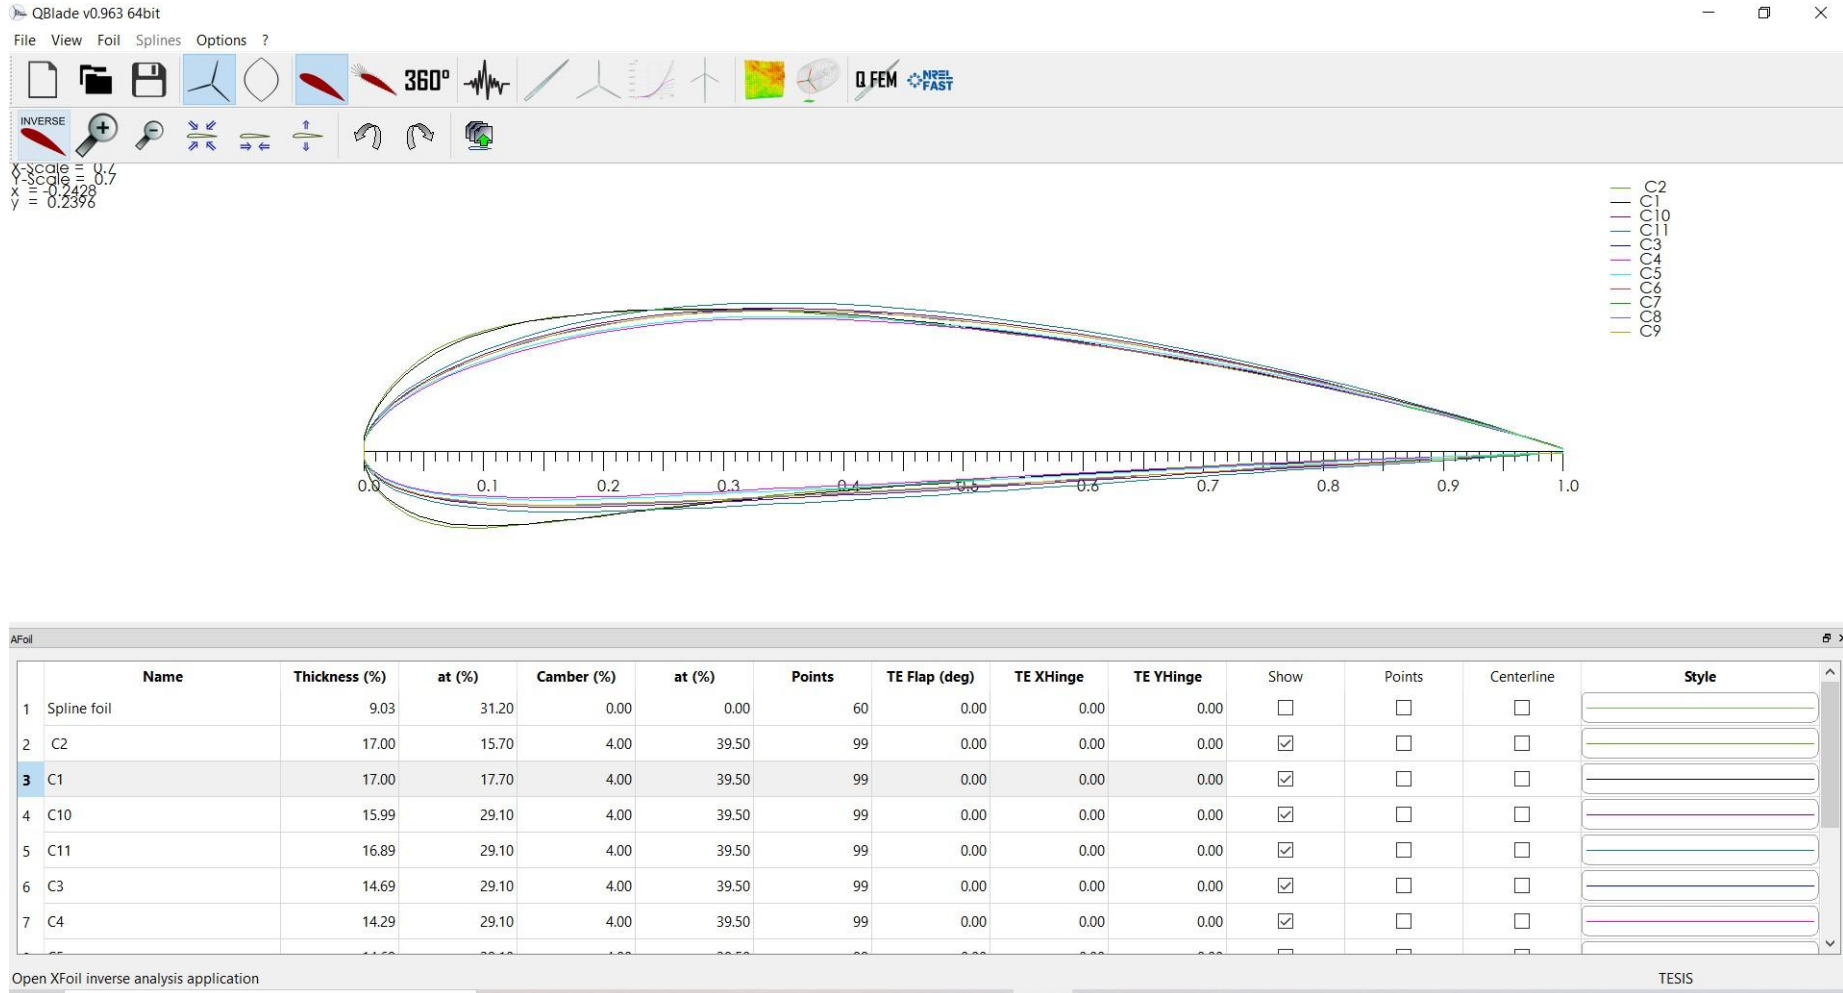 QBlade v0.963 64bit
File View Foil Splines Options ?
360º Q FEM NREL FAST
INVERSE
X-Scale = 0.7
Y-Scale = 0.7
x = -0.2428
y = 0.2396
C2
C1
C10
C11
C3
C4
C5
C6
C7
C8
C9
0.0 0.1 0.2 0.3 0.4 0.5 0.6 0.7 0.8 0.9 1.0
AFoil
Name Thickness (%) at (%) Camber (%) at (%) Points TE Flap (deg) TE XHinge TE YHinge Show Points Centerline Style
1 Spline foil 9.03 31.20 0.00 0.00 60 0.00 0.00 0.00
2 C2 17.00 15.70 4.00 39.50 99 0.00 0.00 0.00
3 C1 17.00 17.70 4.00 39.50 99 0.00 0.00 0.00
4 C10 15.99 29.10 4.00 39.50 99 0.00 0.00 0.00
5 C11 16.89 29.10 4.00 39.50 99 0.00 0.00 0.00
6 C3 14.69 29.10 4.00 39.50 99 0.00 0.00 0.00
7 C4 14.29 29.10 4.00 39.50 99 0.00 0.00 0.00
Open XFoil inverse analysis application TESIS